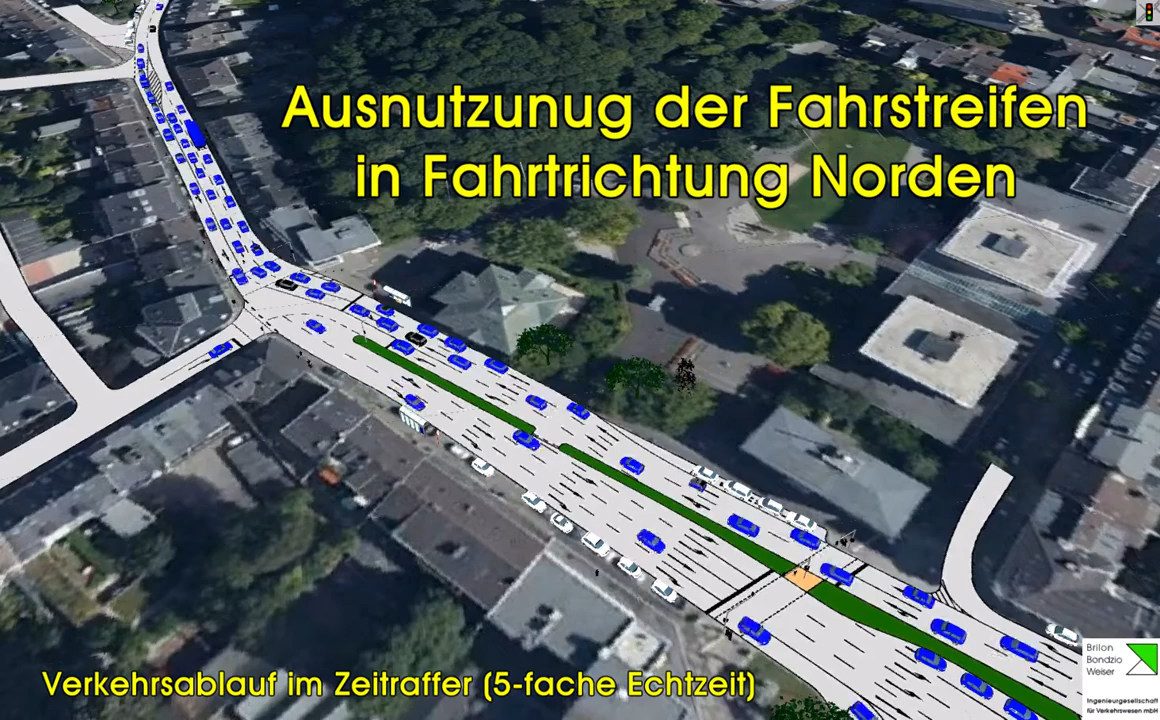 Ausnutzunug der Fahrstreifen
in Fahrtrichtung Norden
Verkehrsablauf im Zeitraffer (5-fache Echtzeit)
Brilon
Bondzio
Weiser
Ingenieurgesellschaft
für Verkehrswesen mbH